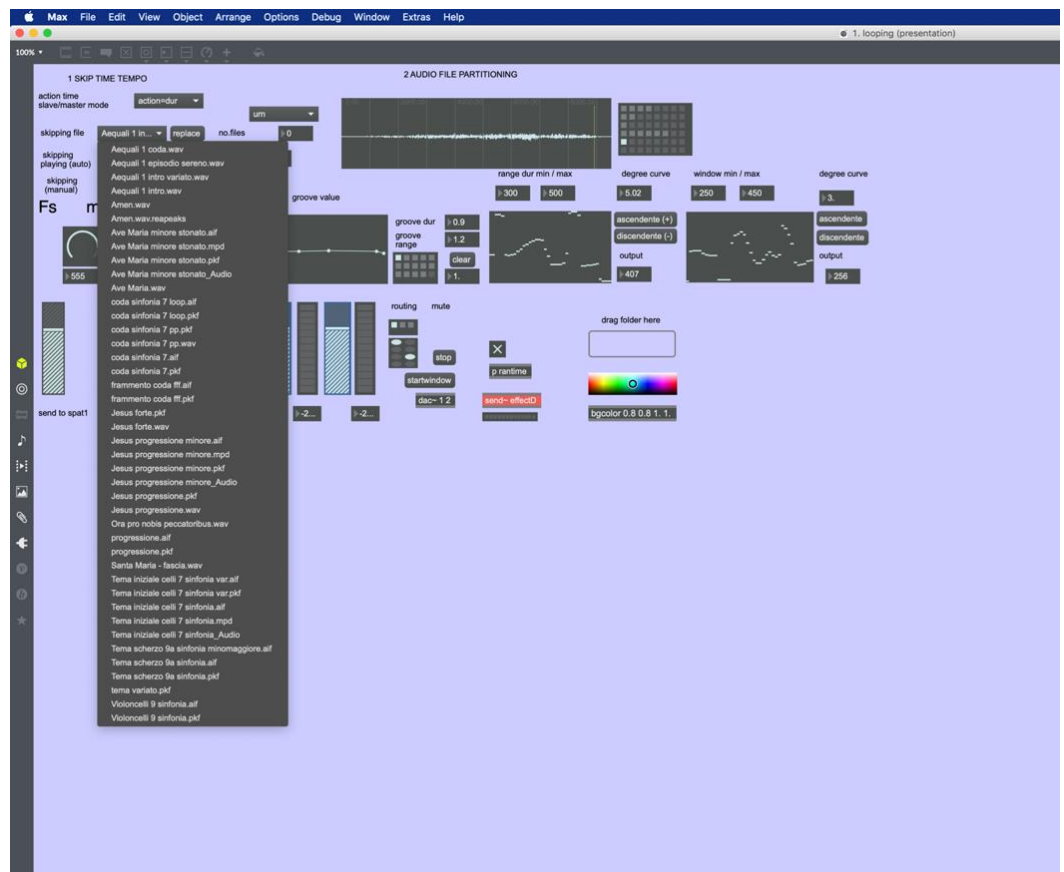 Max File Edit View Object Arrange Options Debug Window Extras Help
1. looping (presentation)
100%
1 SKIP TIME TEMPO
2 AUDIO FILE PARTITIONING
action time
slave/master mode
action=dur
um
skipping file
Aequali 1 in...
replace
no.files
0
skipping
playing (auto)
skipping
(manual)
Fs
555
Aequali 1 coda.wav
Aequali 1 episodio sereno.wav
Aequali 1 intro variato.wav
Aequali 1 intro.wav
Amen.wav
Amen.wav.reapeaks
Ave Maria minore stonato.aif
Ave Maria minore stonato.mpd
Ave Maria minore stonato.pkf
Ave Maria minore stonato_Audio
Ave Maria.wav
coda sinfonia 7 loop.aif
coda sinfonia 7 loop.pkf
coda sinfonia 7 pp.pkf
coda sinfonia 7 pp.wav
coda sinfonia 7.aif
coda sinfonia 7.pkf
frammento coda fff.aif
frammento coda fff.pkf
Jesus forte.pkf
Jesus forte.wav
Jesus progressione minore.aif
Jesus progressione minore.mpd
Jesus progressione minore.pkf
Jesus progressione minore_Audio
Jesus progressione.pkf
Jesus progressione.wav
Ora pro nobis peccatoribus.wav
progressione.aif
progressione.pkf
Santa Maria - fascia.wav
Tema iniziale celli 7 sinfonia var.aif
Tema iniziale celli 7 sinfonia var.pkf
Tema iniziale celli 7 sinfonia.aif
Tema iniziale celli 7 sinfonia.mpd
Tema iniziale celli 7 sinfonia_Audio
Tema scherzo 9a sinfonia minomaggiore.aif
Tema scherzo 9a sinfonia.aif
Tema scherzo 9a sinfonia.pkf
tema variato.pkf
Violoncelli 9 sinfonia.aif
Violoncelli 9 sinfonia.pkf
send to spat1
groove value
groove dur
0.9
groove
range
1.2
clear
1.
range dur min / max
300 500
degree curve
5.02
ascendente (+)
discendente (-)
output
407
window min / max
250 450
degree curve
3.
ascendente
discendente
output
256
routing mute
stop
startwindow
dac~ 1 2
-2...
-2...
p rantime
send~ effectD
drag folder here
bgcolor 0.8 0.8 1. 1.